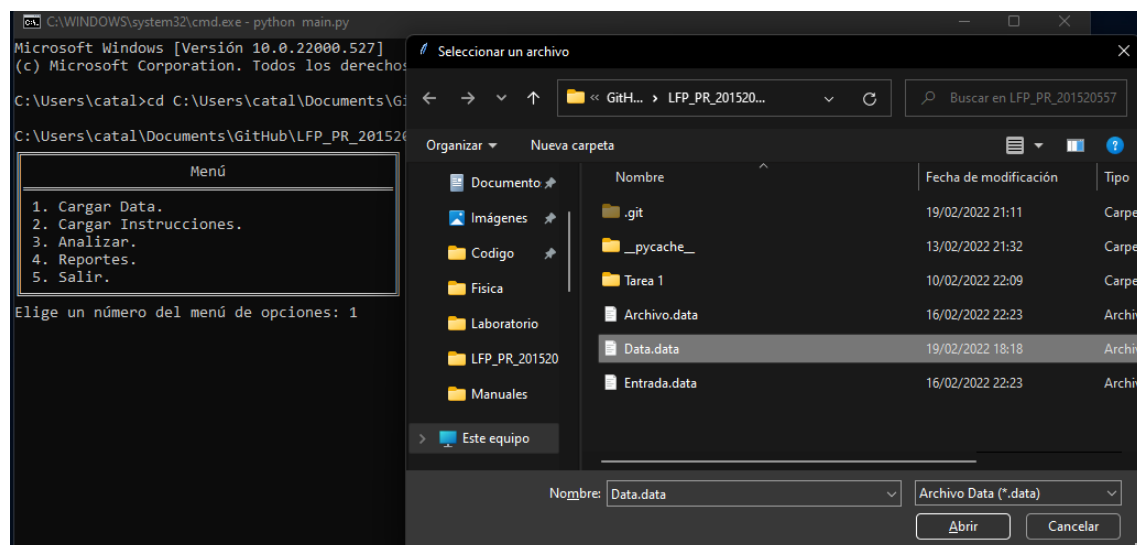 C:\WINDOWS\system32\cmd.exe - python main.py
Microsoft Windows [Versión 10.0.22000.527]
(c) Microsoft Corporation. Todos los derechos
C:\Users\catal>cd C:\Users\catal\Documents\Gi
C:\Users\catal\Documents\GitHub\LFP_PR_201520
Menú
1. Cargar Data.
2. Cargar Instrucciones.
3. Analizar.
4. Reportes.
5. Salir.
Elige un número del menú de opciones: 1
Seleccionar un archivo
« GitH... › LFP_PR_201520...
Buscar en LFP_PR_201520557
Organizar
Nueva carpeta
Documento:
Imágenes
Codigo
Fisica
Laboratorio
LFP_PR_201520
Manuales
Este equipo
Nombre Fecha de modificación Tipo
.git 19/02/2022 21:11 Carpe
__pycache__ 13/02/2022 21:32 Carpe
Tarea 1 10/02/2022 22:09 Carpe
Archivo.data 16/02/2022 22:23 Archiv
Data.data 19/02/2022 18:18 Archiv
Entrada.data 16/02/2022 22:23 Archiv
Nombre: Data.data
Archivo Data (*.data)
Abrir
Cancelar